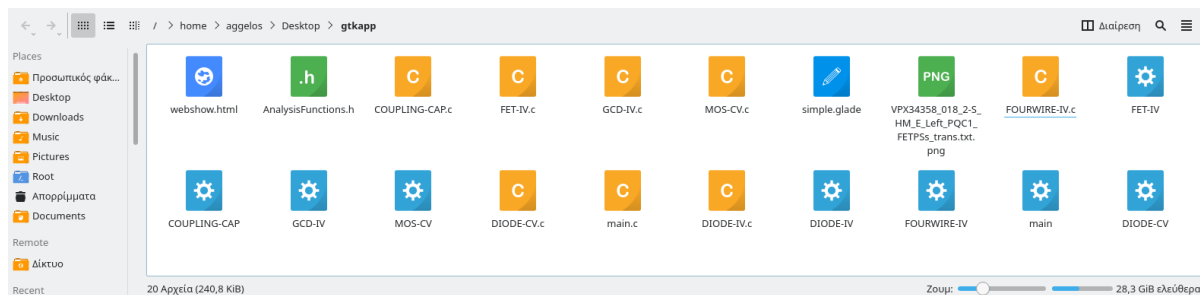 / > home > aggelos > Desktop > gtkapp
Διαίρεση
Places
Προσωπικός φάκ...
Desktop
Downloads
Music
Pictures
Root
Απορρίμματα
Documents
Remote
Δίκτυο
Recent
webshow.html
.h
AnalysisFunctions.h
C
COUPLING-CAP.c
C
FET-IV.c
C
GCD-IV.c
C
MOS-CV.c
simple.glade
PNG
VPX34358_018_2-S_
HM_E_Left_PQC1_
FETPSs_trans.txt.
png
C
FOURWIRE-IV.c
FET-IV
COUPLING-CAP
GCD-IV
MOS-CV
C
DIODE-CV.c
C
main.c
C
DIODE-IV.c
DIODE-IV
FOURWIRE-IV
main
DIODE-CV
20 Αρχεία (240,8 KiB)
Ζουμ:
28,3 GiB ελεύθερα